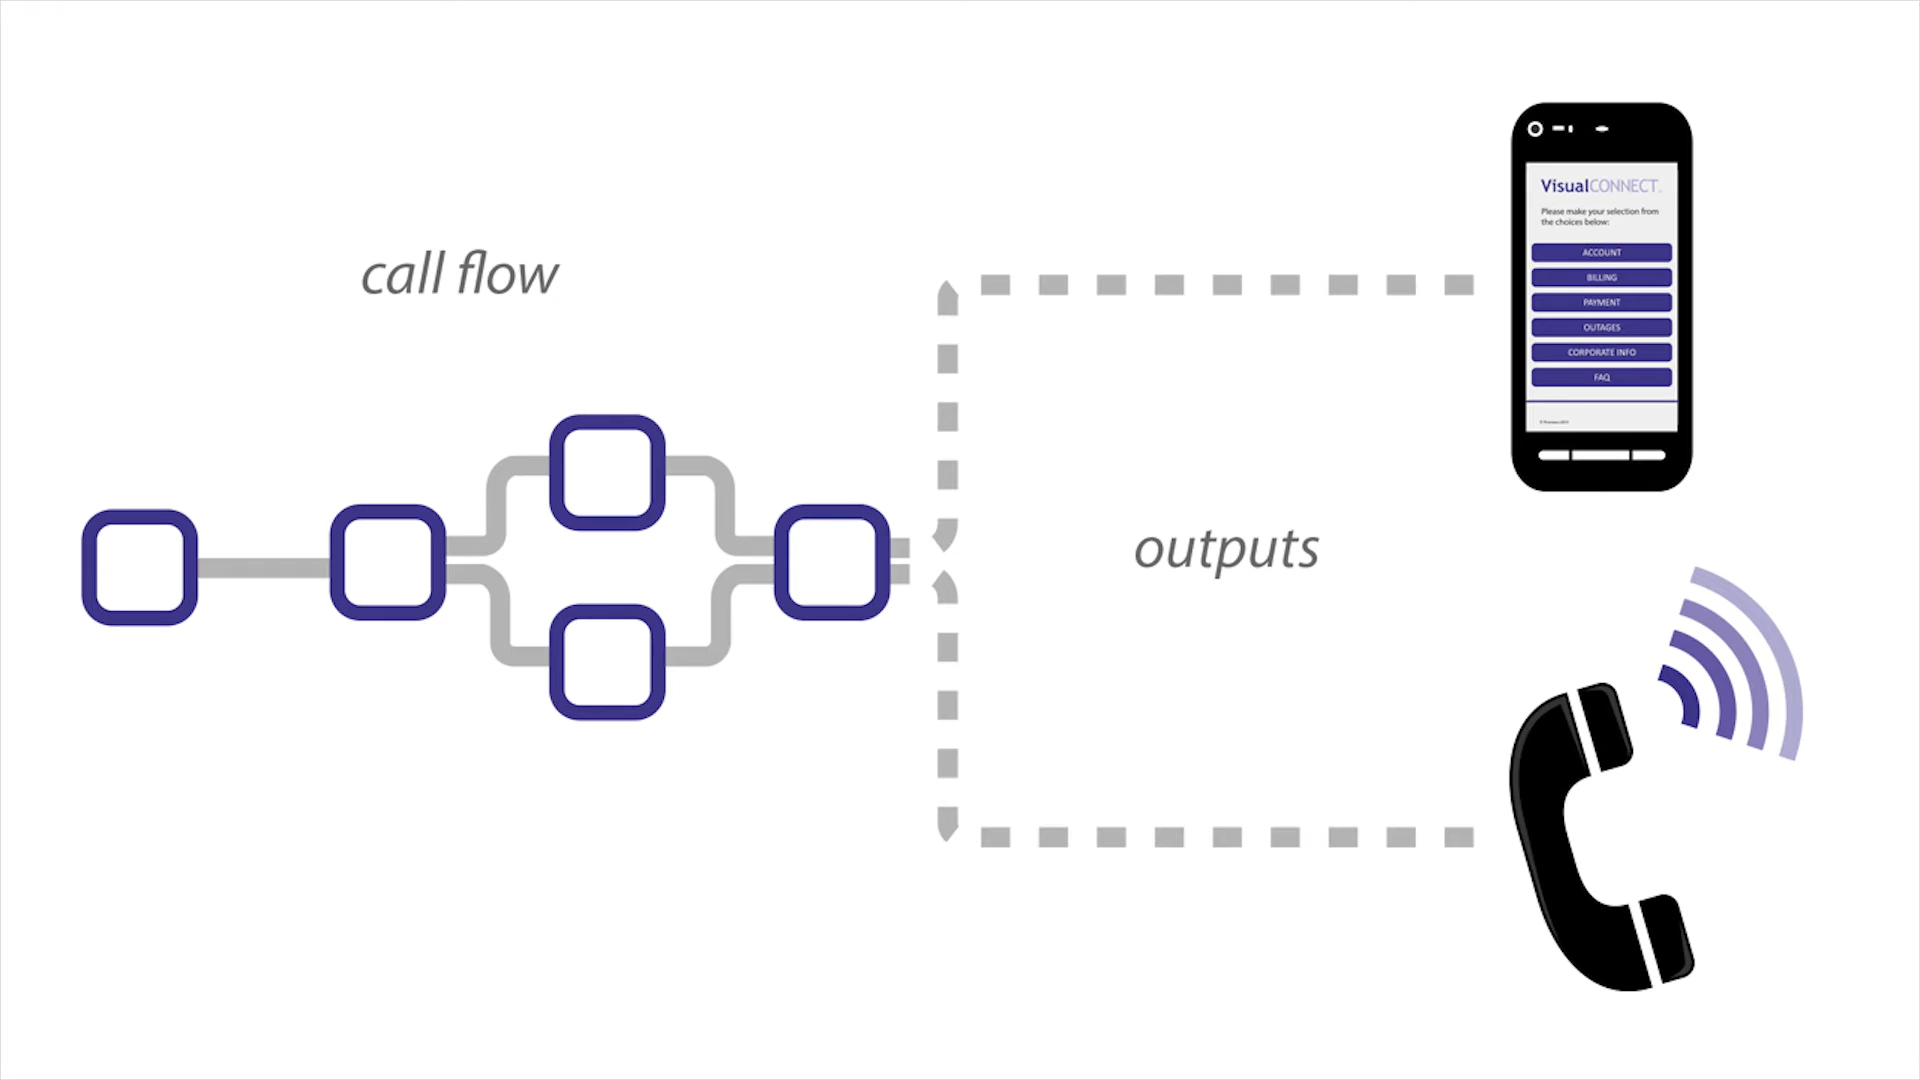 call flow
outputs
VisualCONNECT
Please make your selection from
the choices below:
ACCOUNT
BILLING
PAYMENT
OUTAGES
CORPORATE INFO
FAQ